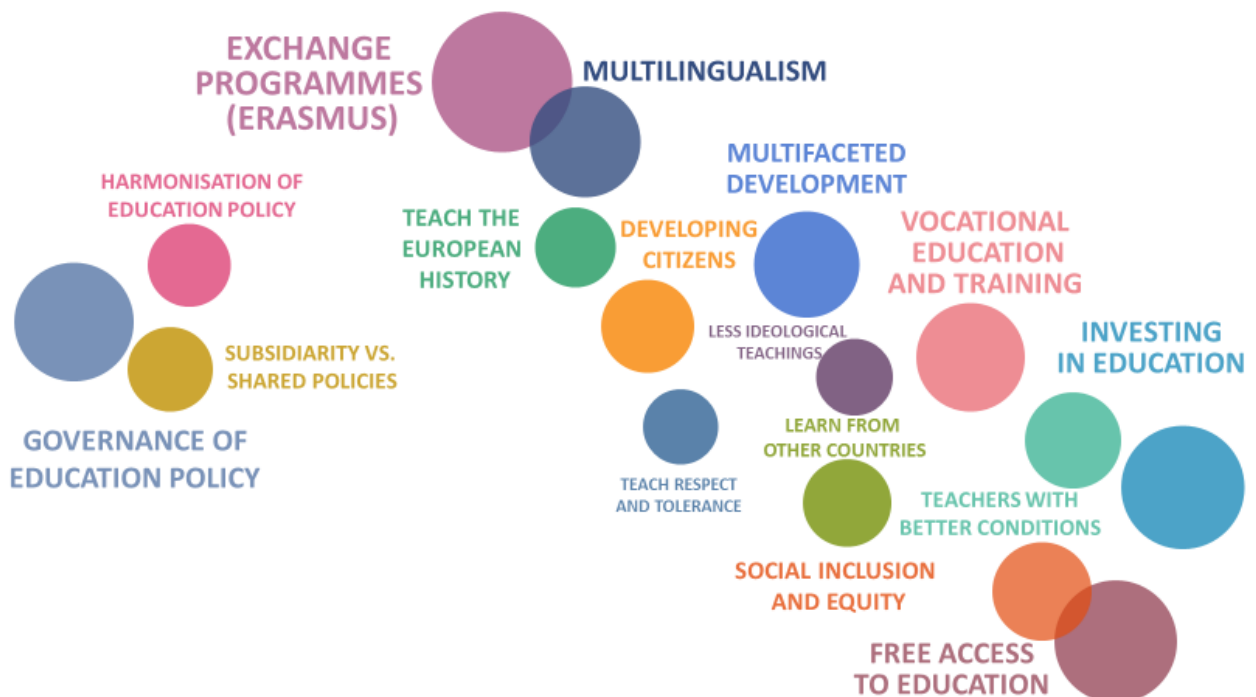 EXCHANGE
PROGRAMMES
(ERASMUS)
MULTILINGUALISM
HARMONISATION OF
EDUCATION POLICY
TEACH THE
EUROPEAN
HISTORY
DEVELOPING
CITIZENS
MULTIFACETED
DEVELOPMENT
VOCATIONAL
EDUCATION
AND TRAINING
SUBSIDIARITY VS.
SHARED POLICIES
LESS IDEOLOGICAL
TEACHINGS
INVESTING
IN EDUCATION
GOVERNANCE OF
EDUCATION POLICY
TEACH RESPECT
AND TOLERANCE
LEARN FROM
OTHER COUNTRIES
TEACHERS WITH
BETTER CONDITIONS
SOCIAL INCLUSION
AND EQUITY
FREE ACCESS
TO EDUCATION